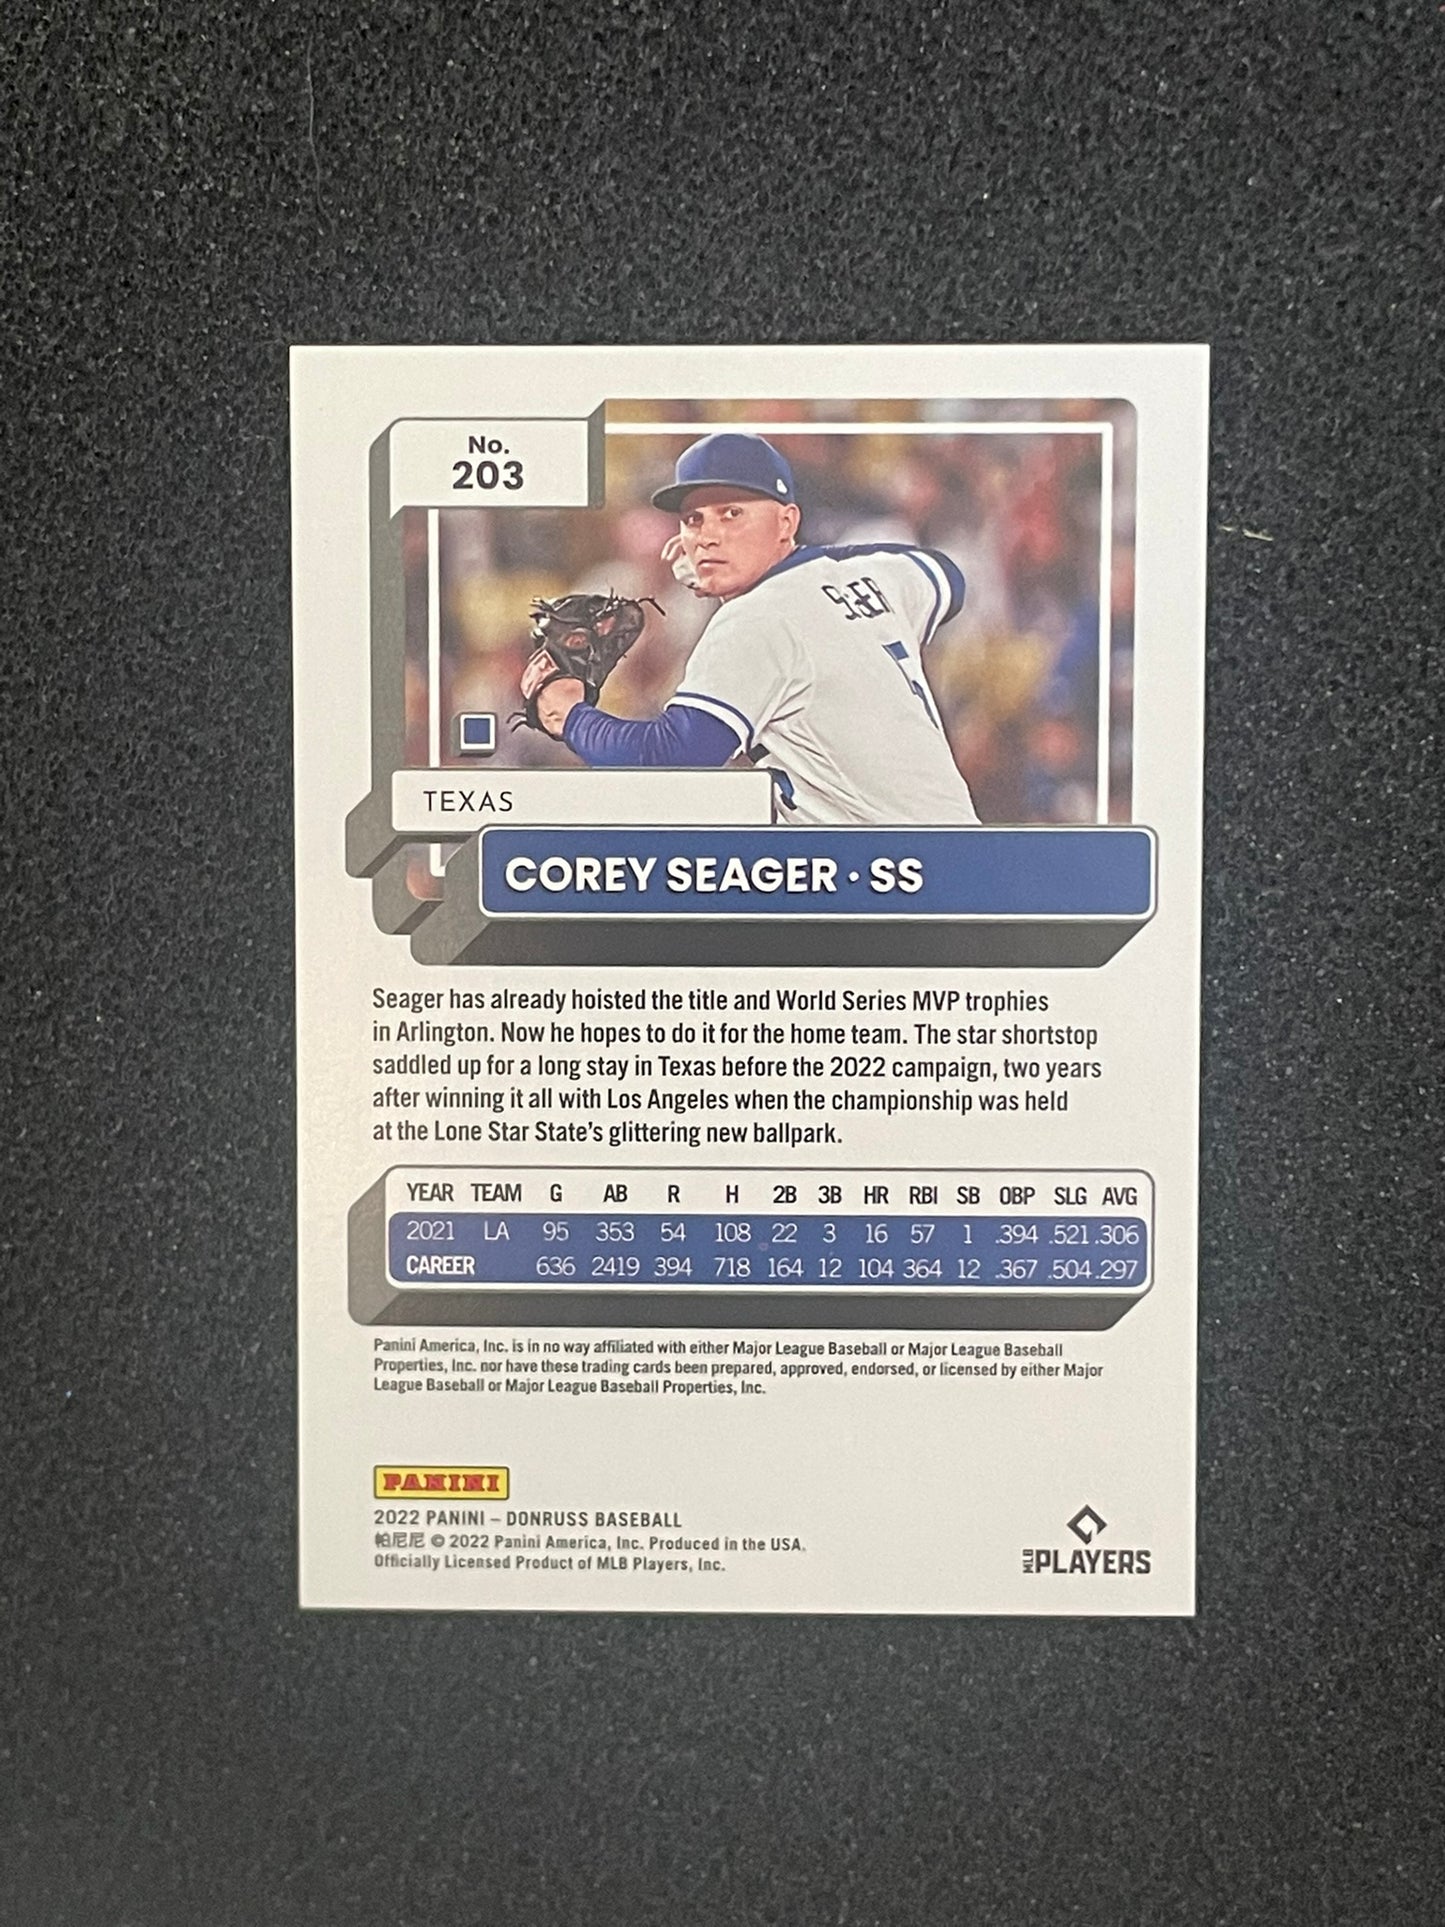 No.
203
TEXAS
COREY SEAGER · SS
Seager has already hoisted the title and World Series MVP trophies
in Arlington. Now he hopes to do it for the home team. The star shortstop
saddled up for a long stay in Texas before the 2022 campaign, two years
after winning it all with Los Angeles when the championship was held
at the Lone Star State's glittering new ballpark.
YEAR TEAM G AB R H 2B 3B HR RBI SB OBP SLG AVG
2021 LA 95 353 54 108 22 3 16 57 1 .394 .521 .306
CAREER 636 2419 394 718 164 12 104 364 12 .367 .504 .297
Panini America, Inc. is in no way affiliated with either Major League Baseball or Major League Baseball
Properties, Inc. nor have these trading cards been prepared, approved, endorsed, or licensed by either Major
League Baseball or Major League Baseball Properties, Inc.
PANINI
2022 PANINI – DONRUSS BASEBALL
帕尼尼 © 2022 Panini America, Inc. Produced in the USA.
Officially Licensed Product of MLB Players, Inc.
MLB PLAYERS